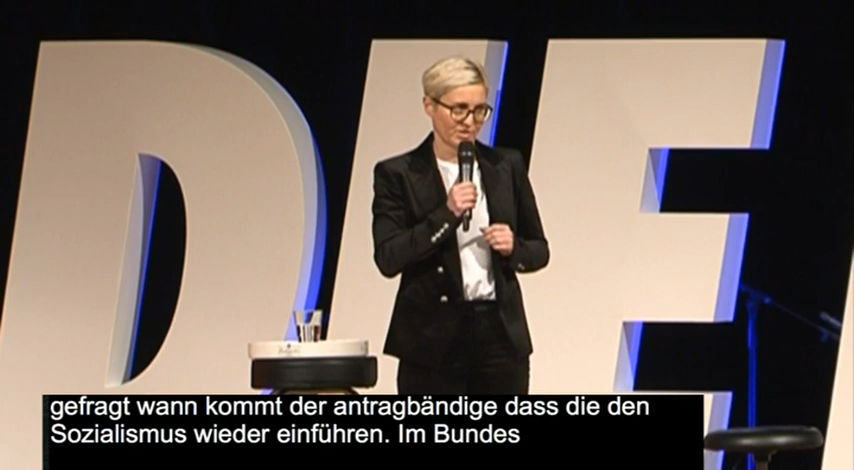 DIE
gefragt wann kommt der antragbändige dass die den
Sozialismus wieder einführen. Im Bundes